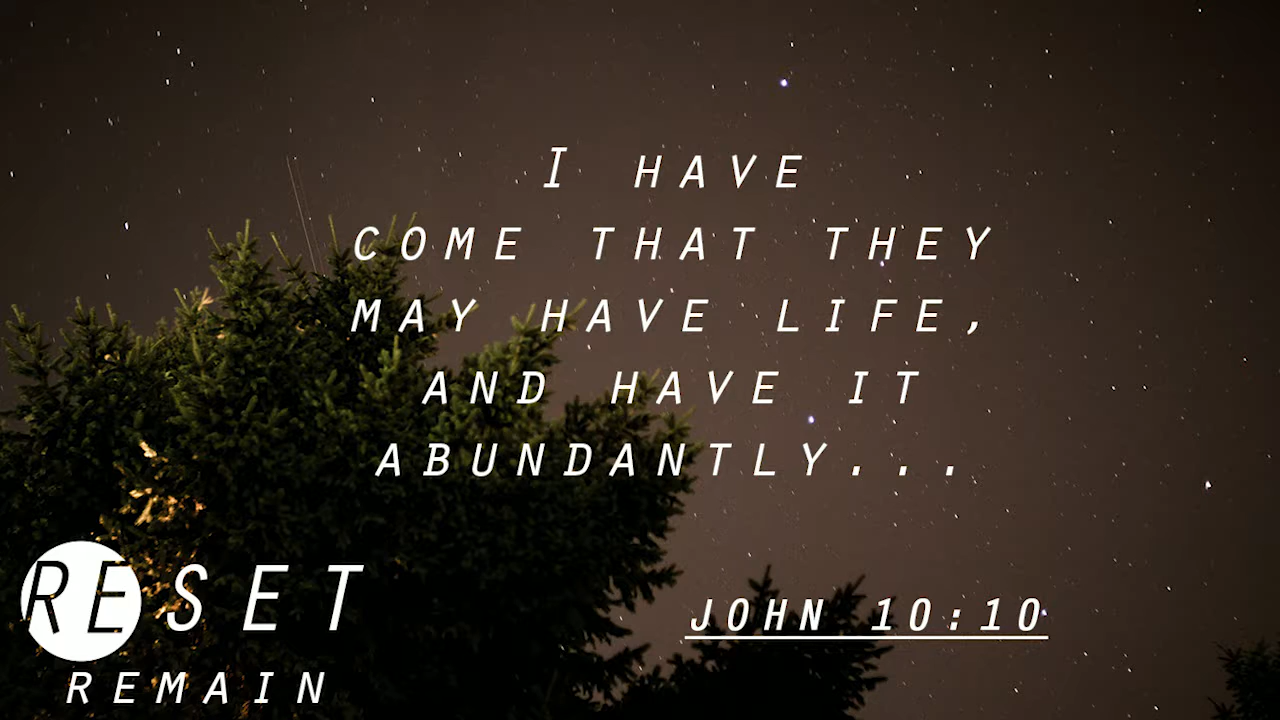 I HAVE
COME THAT THEY
MAY HAVE LIFE,
AND HAVE IT
ABUNDANTLY...
JOHN 10:10
RESET
REMAIN